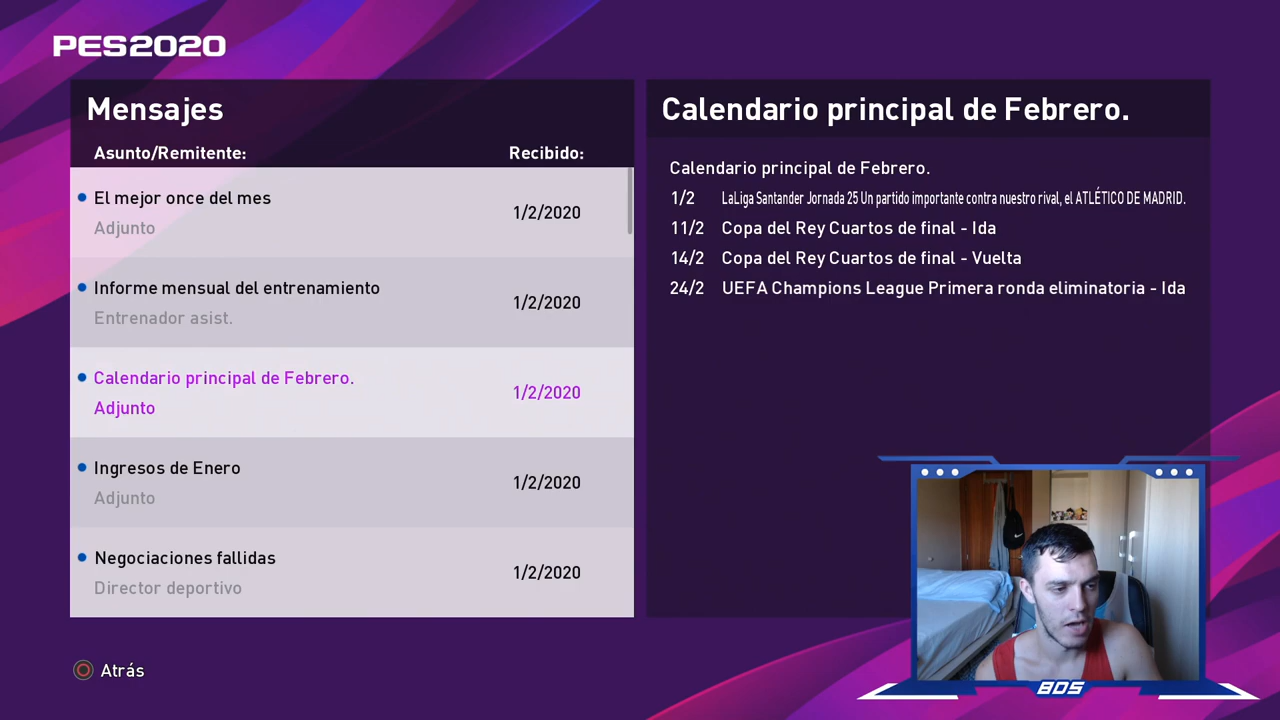 PES2020
Mensajes
Asunto/Remitente:
Recibido:
El mejor once del mes
Adjunto
1/2/2020
Informe mensual del entrenamiento
Entrenador asist.
1/2/2020
Calendario principal de Febrero.
Adjunto
1/2/2020
Ingresos de Enero
Adjunto
1/2/2020
Negociaciones fallidas
Director deportivo
1/2/2020
Calendario principal de Febrero.
Calendario principal de Febrero.
1/2 LaLiga Santander Jornada 25 Un partido importante contra nuestro rival, el ATLÉTICO DE MADRID.
11/2 Copa del Rey Cuartos de final - Ida
14/2 Copa del Rey Cuartos de final - Vuelta
24/2 UEFA Champions League Primera ronda eliminatoria - Ida
Atrás
BDS